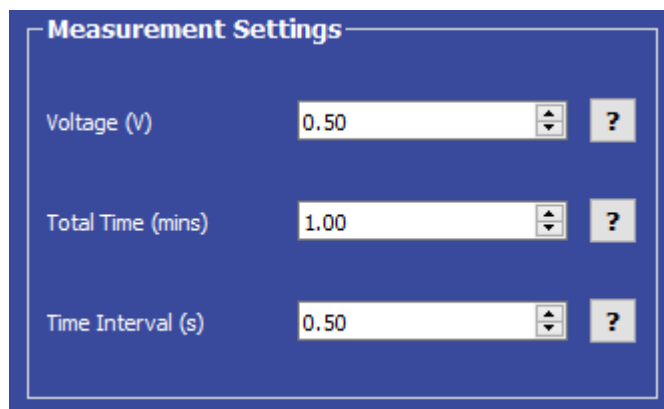 Measurement Settings
Voltage (V) 0.50 ?
Total Time (mins) 1.00 ?
Time Interval (s) 0.50 ?